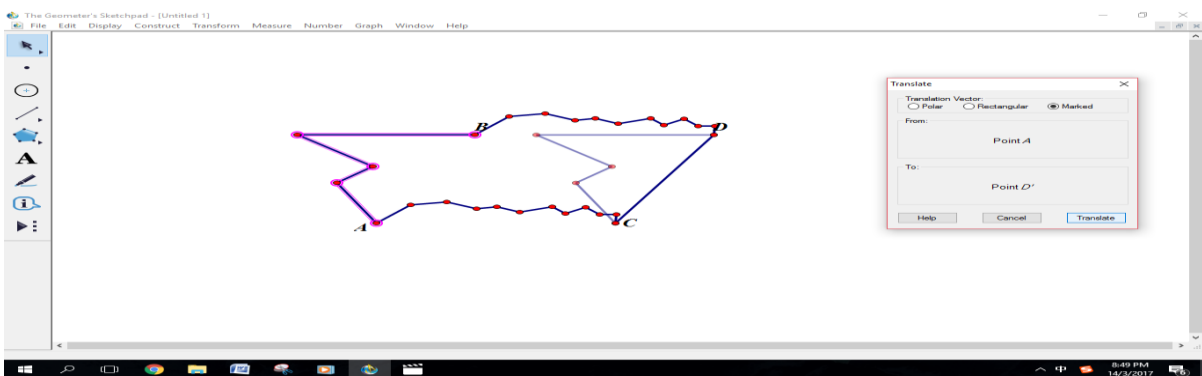 The Geometer's Sketchpad - [Untitled 1]
File Edit Display Construct Transform Measure Number Graph Window Help
Translate
Translation Vector:
Polar Rectangular Marked
From:
Point A
To:
Point D'
Help Cancel Translate
B
D
A
C
A
8:49 PM
中
14/3/2017